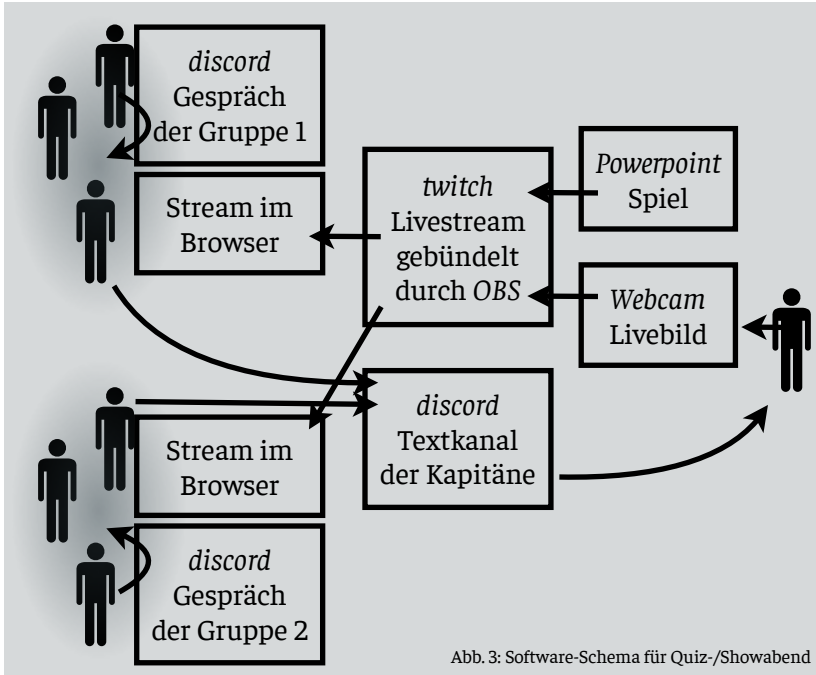 discord
Gespräch
der Gruppe 1
Stream im
Browser
twitch
Livestream
gebündelt
durch OBS
Powerpoint
Spiel
Webcam
Livebild
discord
Textkanal
der Kapitäne
Stream im
Browser
discord
Gespräch
der Gruppe 2
Abb. 3: Software-Schema für Quiz-/Showabend